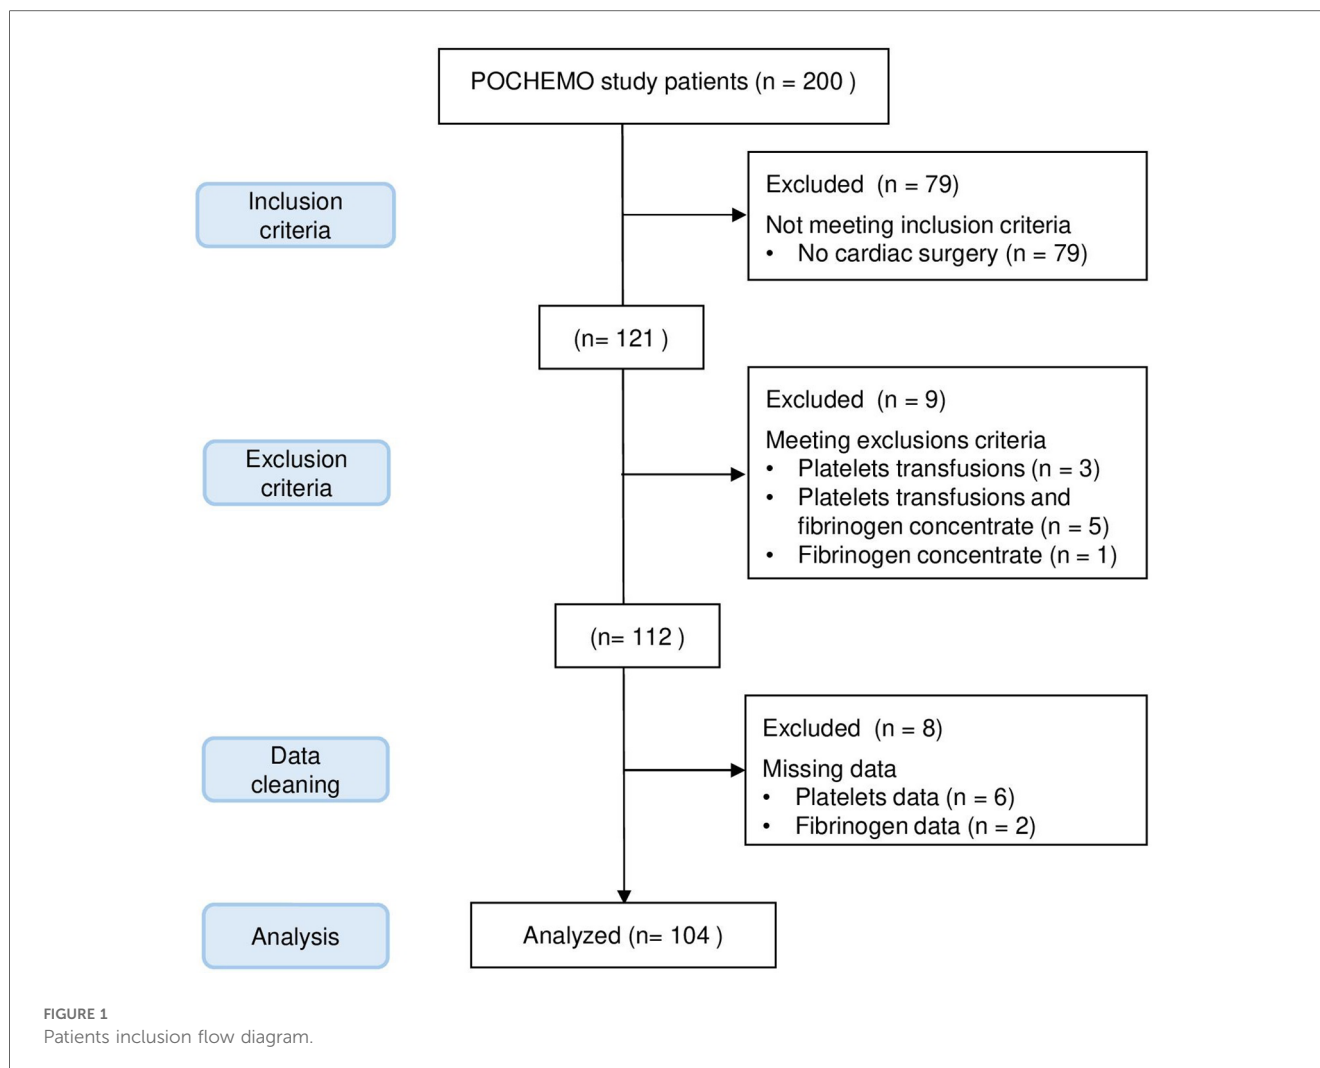 POCHEMO study patients (n = 200 )
Inclusion
criteria
Excluded  (n = 79)
Not meeting inclusion criteria
• No cardiac surgery (n = 79)
(n= 121 )
Exclusion
criteria
Excluded  (n = 9)
Meeting exclusions criteria
• Platelets transfusions (n = 3)
• Platelets transfusions and
fibrinogen concentrate (n = 5)
• Fibrinogen concentrate (n = 1)
(n= 112 )
Data
cleaning
Excluded  (n = 8)
Missing data
• Platelets data (n = 6)
• Fibrinogen data (n = 2)
Analysis
Analyzed (n= 104 )
FIGURE 1
Patients inclusion flow diagram.